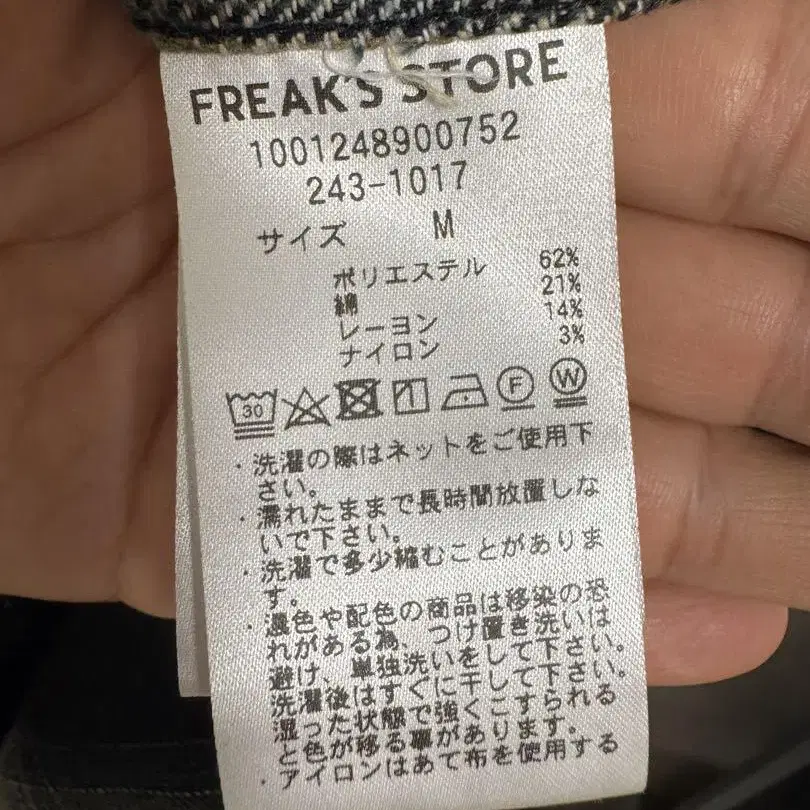 FREAK'S STORE
1001248900752
243-1017
サイズ M
ポリエステル 62%
綿 21%
レーヨン 14%
ナイロン 3%
30 F W
・洗濯の際はネットをご使用下
さい。
・濡れたままで長時間放置しな
いで下さい。
・洗濯で多少縮むことがありま
す。
・濃色や配色の商品は移染の恐
れがある為、つけ置き洗いは
避け、単独洗いをして下さい。
洗濯後はすぐに干して下さい。
湿った状態で強くこすられる
と色が移る事があります。
・アイロンはあて布を使用する